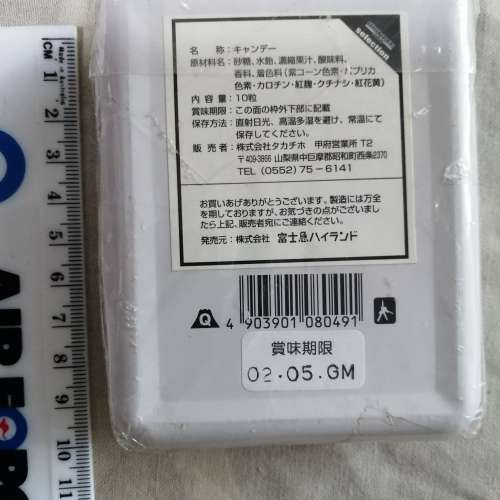 selection
名　称：キャンデー
原材料名：砂糖、水飴、濃縮果汁、酸味料、
香料、着色料（紫コーン色素・パプリカ
色素・カロチン・紅麹・クチナシ・紅花黄）
内容量：10粒
賞味期限：この面の枠外下部に記載
保存方法：直射日光、高温多湿を避け、常温にて
保存してください。
販売者：株式会社タカチホ　甲府営業所 T2
〒409-3866 山梨県中巨摩郡昭和町西条2370
TEL (0552) 75-6141
お買いあげありがとうございます。製造には万全
を期しておりますが、お気づきの点がございまし
たら上記、販売者宛にご連絡ください。
発売元：株式会社 富士急ハイランド
Q
4 903901 080491
賞味期限
02.05.GM
CM 1 2 3 4 5 6 7 8 9 10 11
AIR FOR